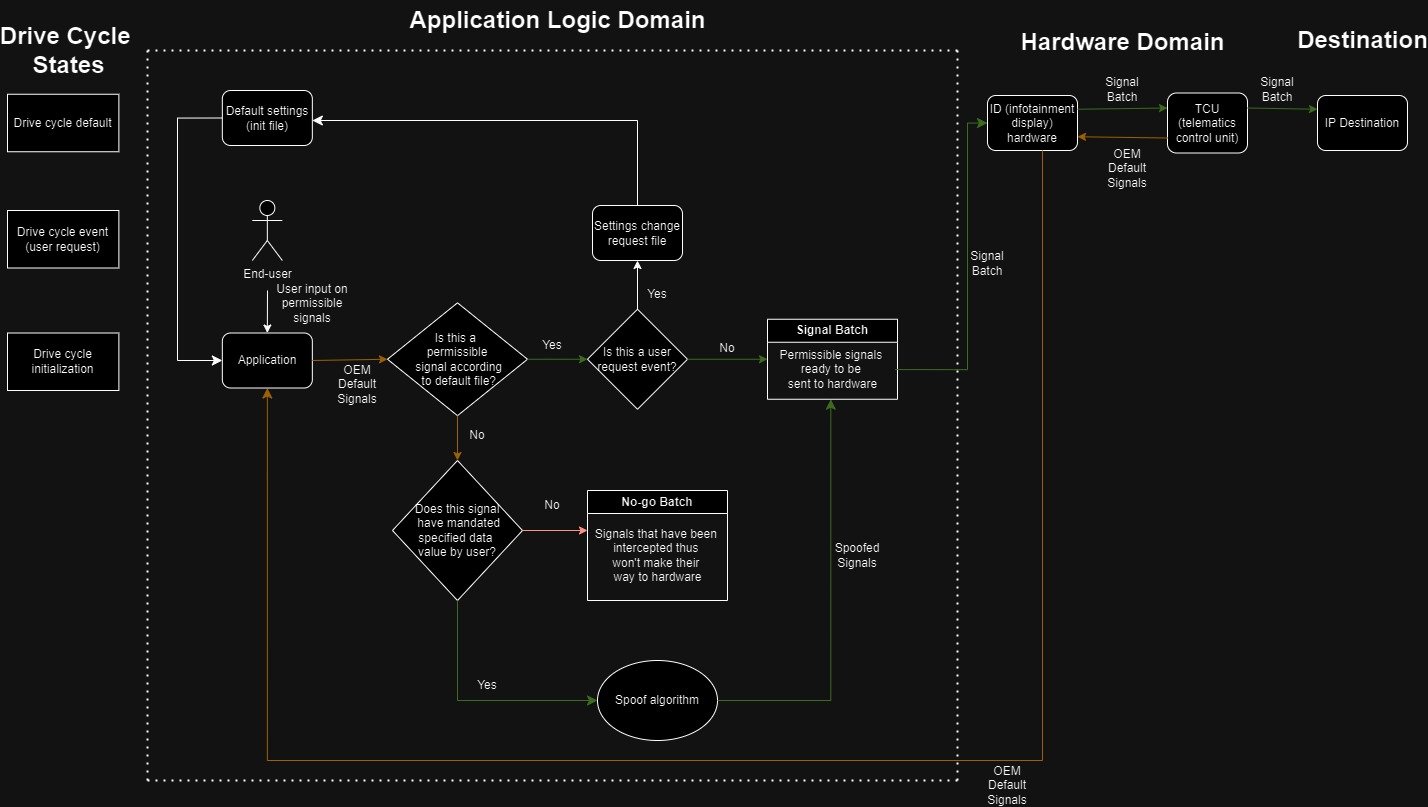 Application Logic Domain
Drive Cycle
States
Hardware Domain
Destination
Drive cycle default
Default settings
(init file)
ID (infotainment
display)
hardware
Signal
Batch
TCU
(telematics
control unit)
Signal
Batch
IP Destination
OEM
Default
Signals
Drive cycle event
(user request)
End-user
User input on
permissible
signals
Settings change
request file
Signal
Batch
Yes
Drive cycle
initialization
Application
OEM
Default
Signals
Is this a
permissible
signal according
to default file?
Yes
Is this a user
request event?
No
Signal Batch
Permissible signals
ready to be
sent to hardware
No
Does this signal
have mandated
specified data
value by user?
No
No-go Batch
Signals that have been
intercepted thus
won't make their
way to hardware
Spoofed
Signals
Yes
Spoof algorithm
OEM
Default
Signals